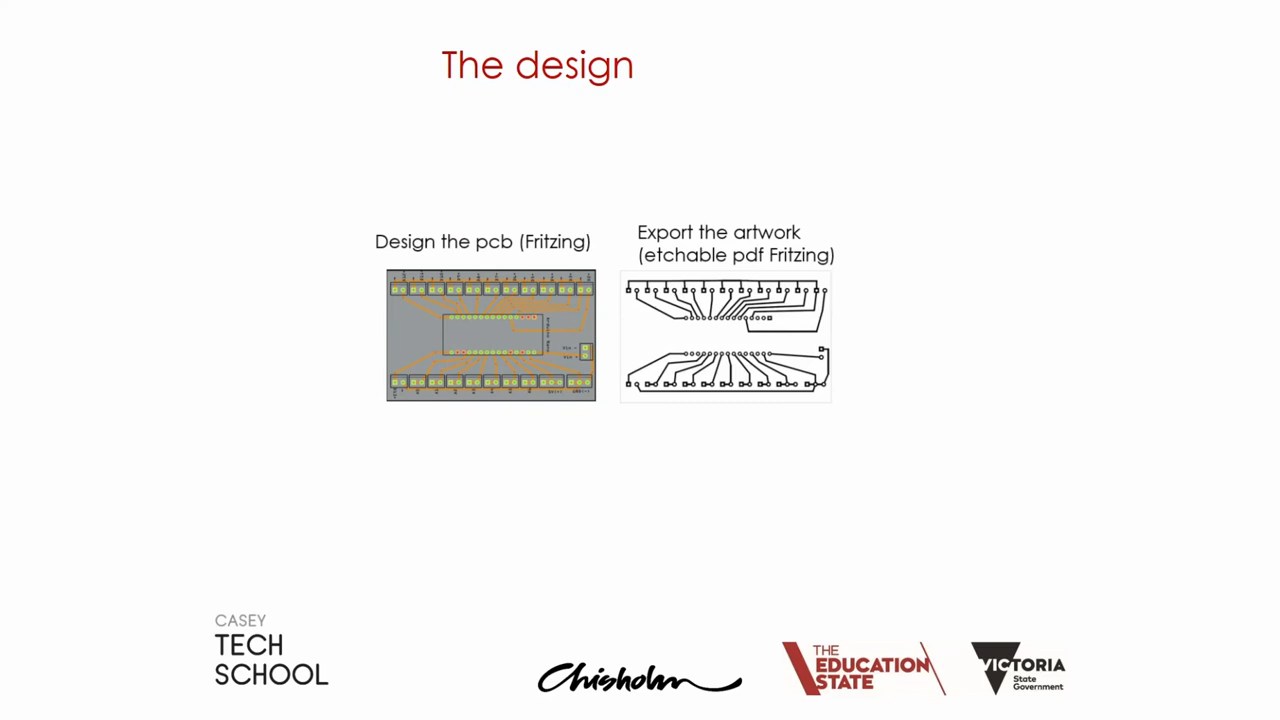 The design
Design the pcb (Fritzing)
Export the artwork
(etchable pdf Fritzing)
CASEY
TECH
SCHOOL
Chisholm
THE
EDUCATION
STATE
VICTORIA
State
Government